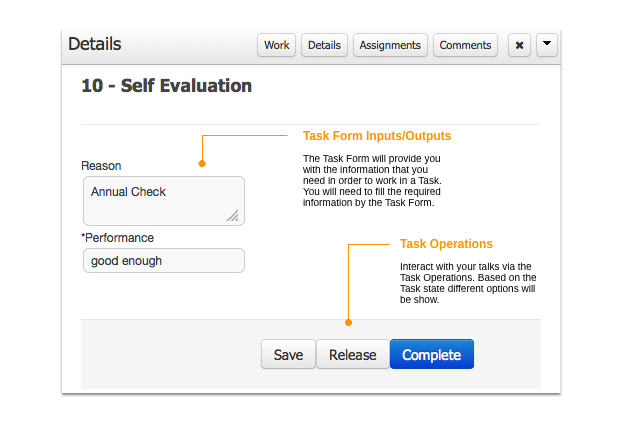 Details
Work
Details
Assignments
Comments
10 - Self Evaluation
Task Form Inputs/Outputs
The Task Form will provide you
with the information that you
need in order to work in a Task.
You will need to fill the required
information by the Task Form.
Reason
Annual Check
*Performance
good enough
Task Operations
Interact with your talks via the
Task Operations. Based on the
Task state different options will
be show.
Save
Release
Complete